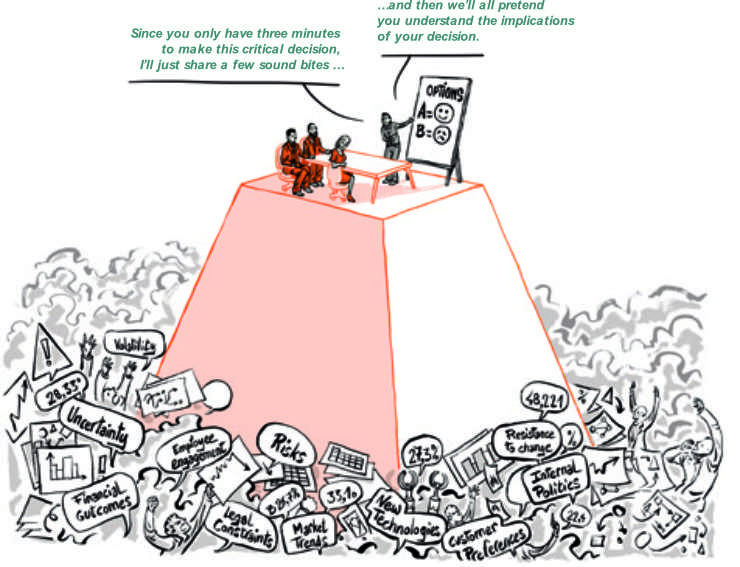 Since you only have three minutes
to make this critical decision,
I'll just share a few sound bites ...
...and then we'll all pretend
you understand the implications
of your decision.
OPTIONS
A=
B=
Volatility
28,33
Uncertainty
Employee
engagement
Financial
Outcomes
Risks
Legal
Constraints
Market
Trends
33,1%
27,3%
New
Technologies
48,221
Resistance
to change
%
Internal
Politics
Customer
Preferences
22,6